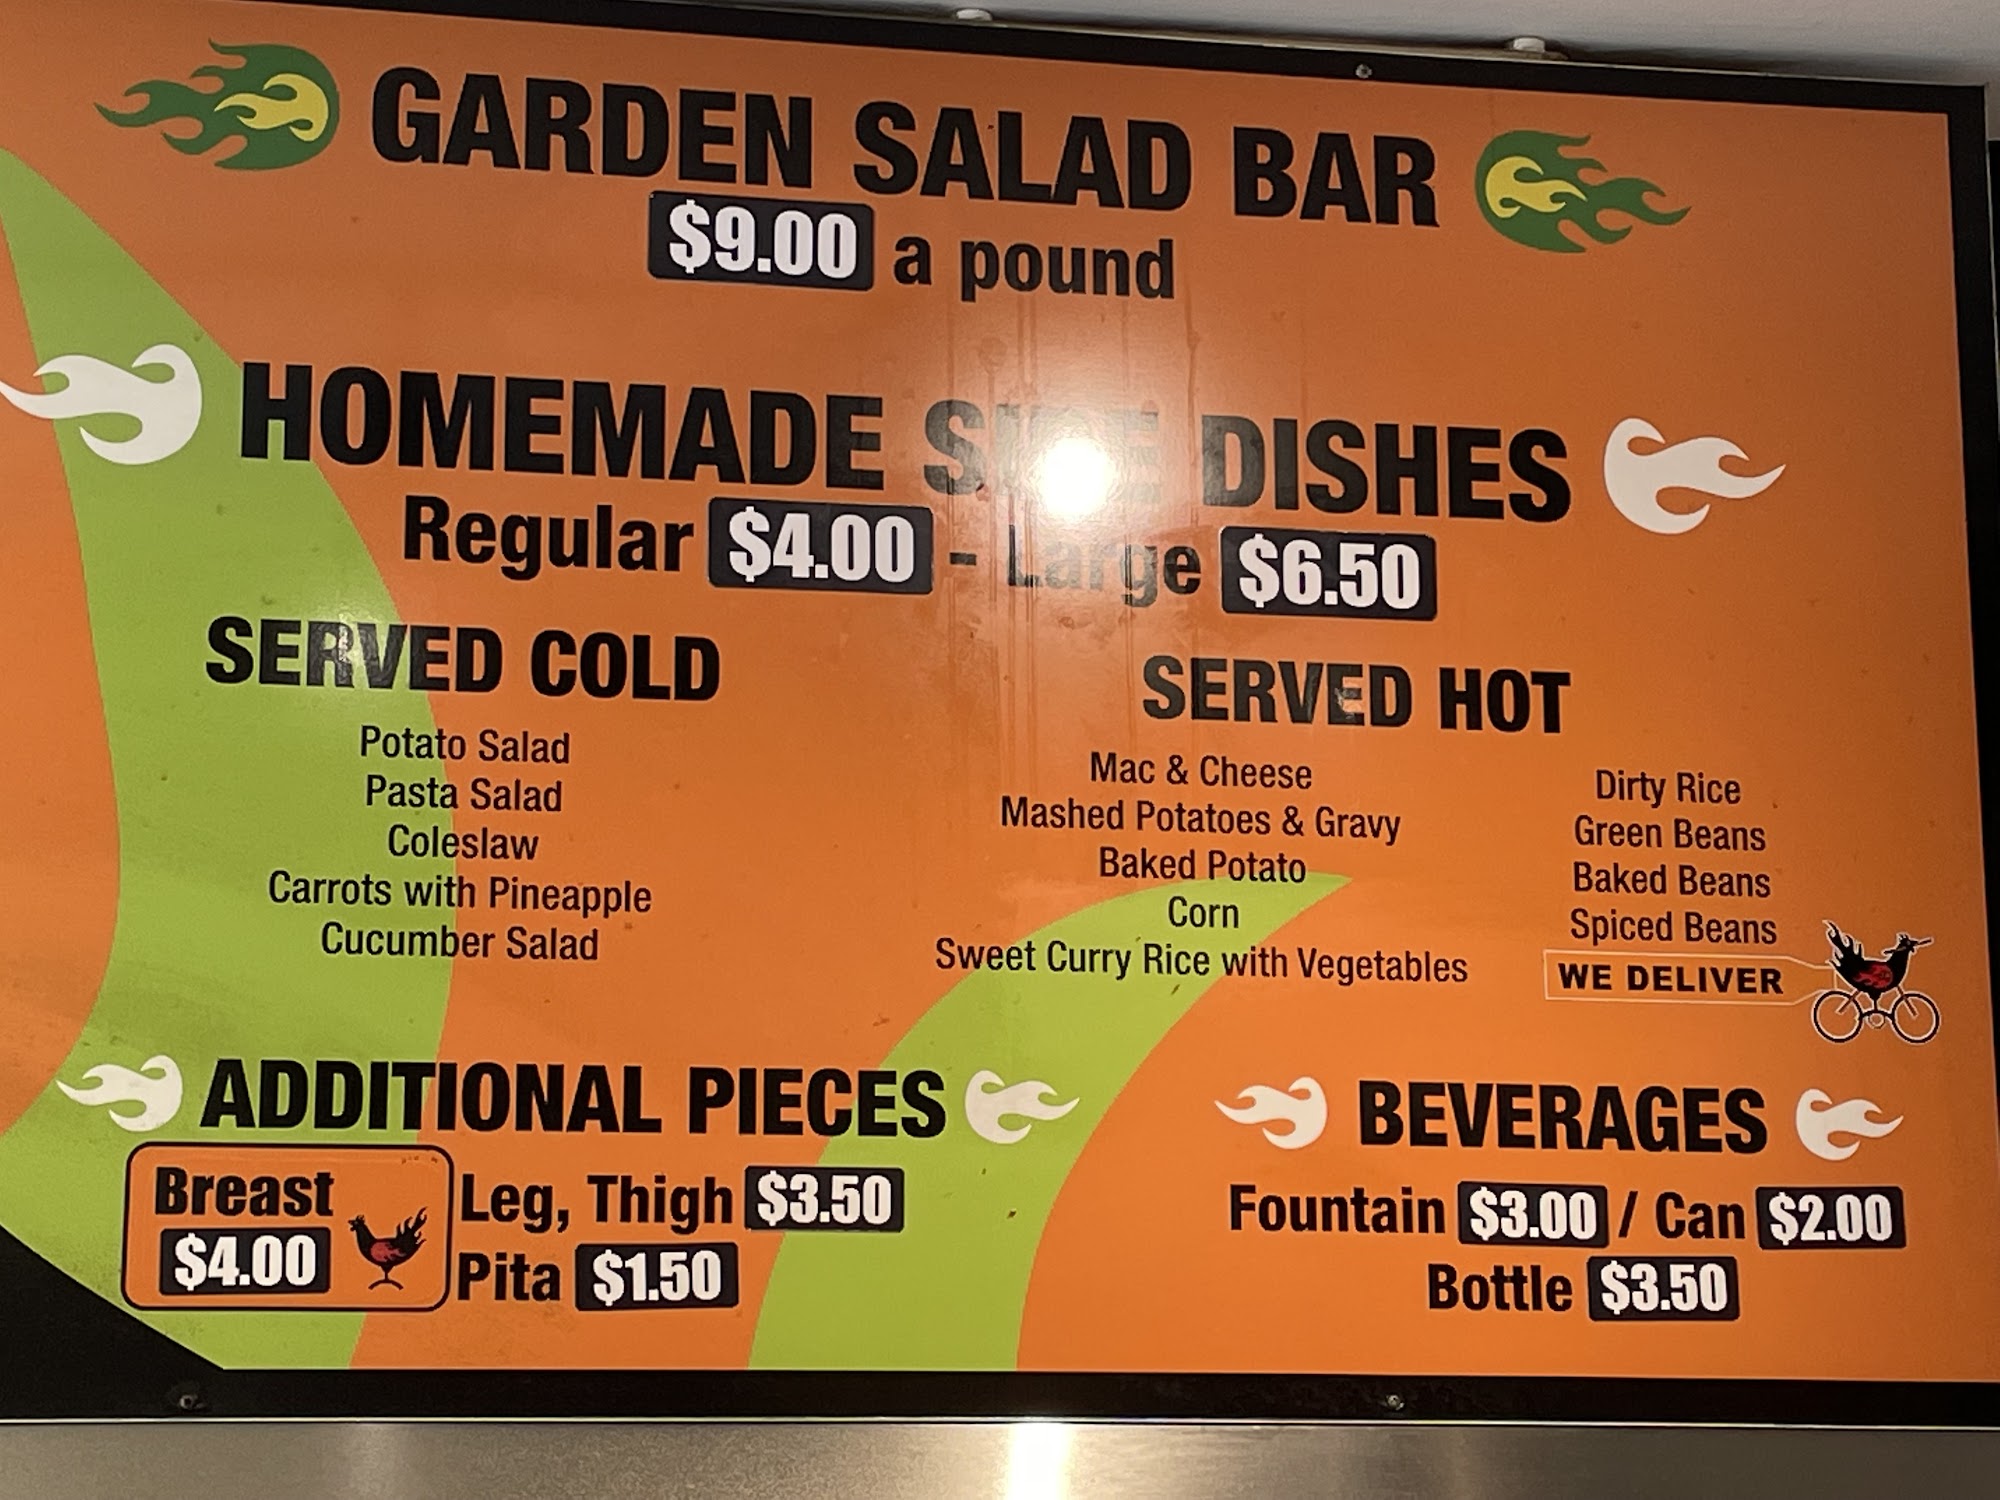 GARDEN SALAD BAR
$9.00 a pound
HOMEMADE SIDE DISHES
Regular $4.00 - Large $6.50
SERVED COLD
Potato Salad
Pasta Salad
Coleslaw
Carrots with Pineapple
Cucumber Salad
SERVED HOT
Mac & Cheese
Mashed Potatoes & Gravy
Baked Potato
Corn
Sweet Curry Rice with Vegetables
Dirty Rice
Green Beans
Baked Beans
Spiced Beans
WE DELIVER
ADDITIONAL PIECES
Breast
$4.00
Leg, Thigh $3.50
Pita $1.50
BEVERAGES
Fountain $3.00 / Can $2.00
Bottle $3.50